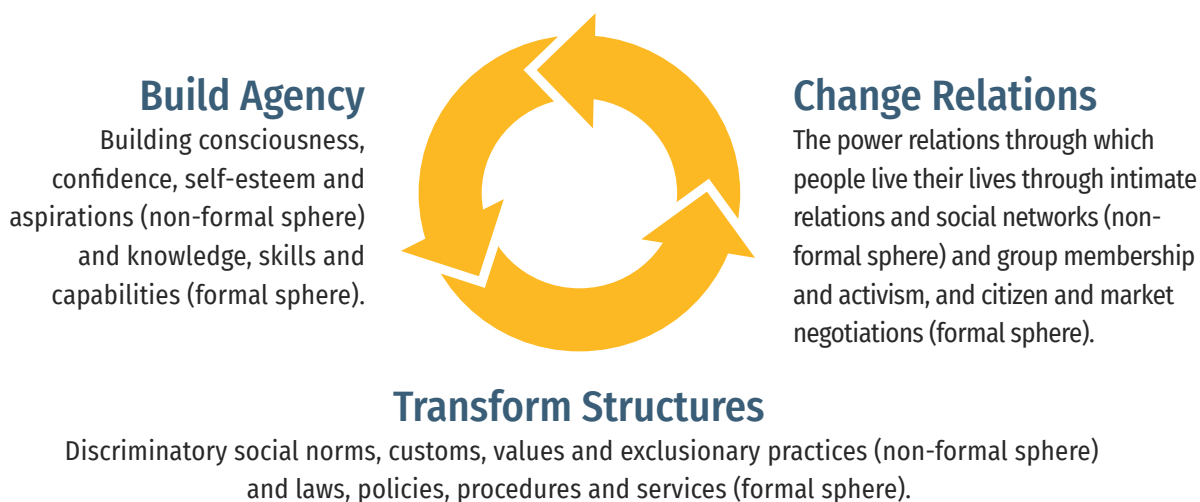 Build Agency
Building consciousness,
confidence, self-esteem and
aspirations (non-formal sphere)
and knowledge, skills and
capabilities (formal sphere).
Change Relations
The power relations through which
people live their lives through intimate
relations and social networks (non-
formal sphere) and group membership
and activism, and citizen and market
negotiations (formal sphere).
Transform Structures
Discriminatory social norms, customs, values and exclusionary practices (non-formal sphere)
and laws, policies, procedures and services (formal sphere).